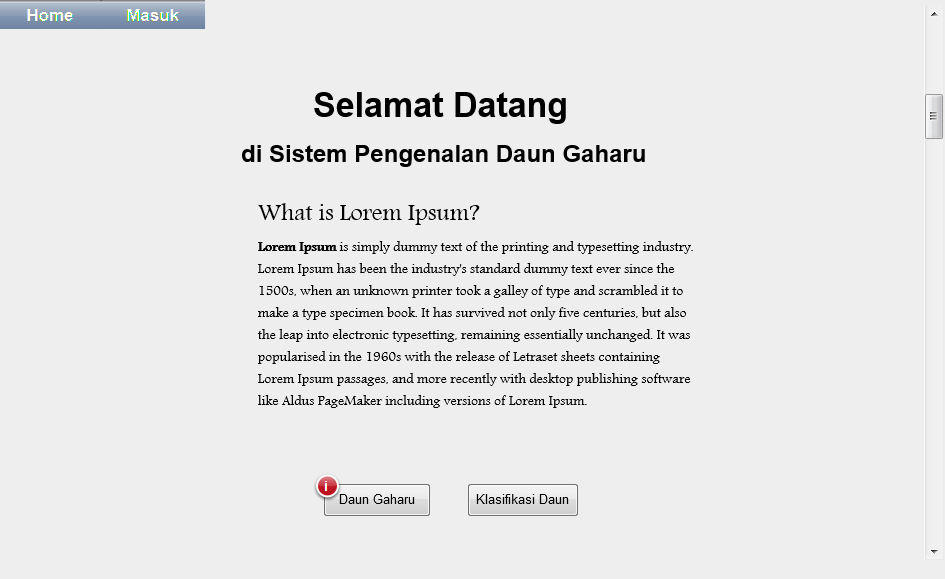 Home Masuk
Selamat Datang
di Sistem Pengenalan Daun Gaharu
What is Lorem Ipsum?
Lorem Ipsum is simply dummy text of the printing and typesetting industry.
Lorem Ipsum has been the industry's standard dummy text ever since the
1500s, when an unknown printer took a galley of type and scrambled it to
make a type specimen book. It has survived not only five centuries, but also
the leap into electronic typesetting, remaining essentially unchanged. It was
popularised in the 1960s with the release of Letraset sheets containing
Lorem Ipsum passages, and more recently with desktop publishing software
like Aldus PageMaker including versions of Lorem Ipsum.
i
Daun Gaharu Klasifikasi Daun